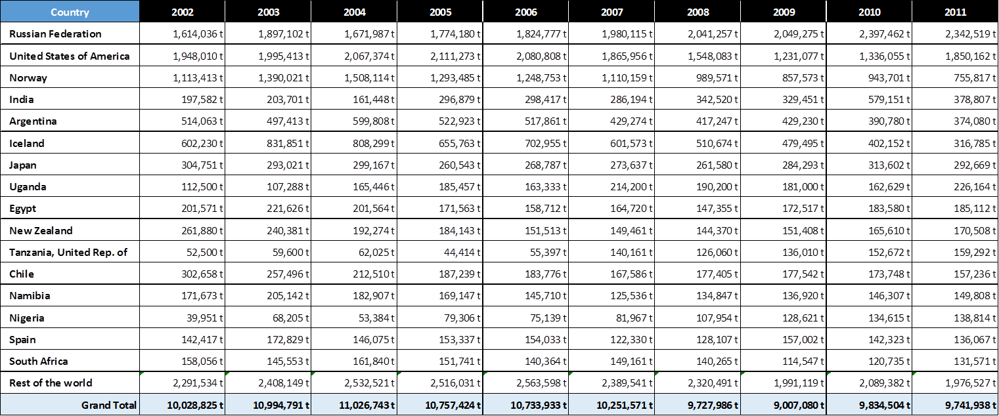 Country 2002 2003 2004 2005 2006 2007 2008 2009 2010 2011
Russian Federation 1,614,036 t 1,897,102 t 1,671,987 t 1,774,180 t 1,824,777 t 1,980,115 t 2,041,257 t 2,049,275 t 2,397,462 t 2,342,519 t
United States of America 1,948,010 t 1,995,413 t 2,067,374 t 2,111,273 t 2,080,808 t 1,865,956 t 1,548,083 t 1,231,077 t 1,336,055 t 1,850,162 t
Norway 1,113,413 t 1,390,021 t 1,508,114 t 1,293,485 t 1,248,753 t 1,110,159 t 989,571 t 857,573 t 943,701 t 755,817 t
India 197,582 t 203,701 t 161,448 t 296,879 t 298,417 t 286,194 t 342,520 t 329,451 t 579,151 t 378,807 t
Argentina 514,063 t 497,413 t 599,808 t 522,923 t 517,861 t 429,274 t 417,247 t 429,230 t 390,780 t 374,080 t
Iceland 602,230 t 831,851 t 808,299 t 655,763 t 702,955 t 601,573 t 510,674 t 479,495 t 402,152 t 316,785 t
Japan 304,751 t 293,021 t 299,167 t 260,543 t 268,787 t 273,637 t 261,580 t 284,293 t 313,602 t 292,669 t
Uganda 112,500 t 107,288 t 165,446 t 185,457 t 163,333 t 214,200 t 190,200 t 181,000 t 162,629 t 226,164 t
Egypt 201,571 t 221,626 t 201,564 t 171,563 t 158,712 t 164,720 t 147,355 t 172,517 t 183,580 t 185,112 t
New Zealand 261,880 t 240,381 t 192,274 t 184,143 t 151,513 t 149,461 t 144,370 t 151,408 t 165,610 t 170,508 t
Tanzania, United Rep. of 52,500 t 59,600 t 62,025 t 44,414 t 55,397 t 140,161 t 126,060 t 136,010 t 152,672 t 159,292 t
Chile 302,658 t 257,496 t 212,510 t 187,239 t 183,776 t 167,586 t 177,405 t 177,542 t 173,748 t 157,236 t
Namibia 171,673 t 205,142 t 182,907 t 169,147 t 145,710 t 125,536 t 134,847 t 136,920 t 146,307 t 149,808 t
Nigeria 39,951 t 68,205 t 53,384 t 79,306 t 75,139 t 81,967 t 107,954 t 128,621 t 134,615 t 138,814 t
Spain 142,417 t 172,829 t 146,075 t 153,337 t 154,033 t 122,330 t 128,107 t 157,002 t 142,323 t 136,067 t
South Africa 158,056 t 145,553 t 161,840 t 151,741 t 140,364 t 149,161 t 140,265 t 114,547 t 120,735 t 131,571 t
Rest of the world 2,291,534 t 2,408,149 t 2,532,521 t 2,516,031 t 2,563,598 t 2,389,541 t 2,320,491 t 1,991,119 t 2,089,382 t 1,976,527 t
Grand Total 10,028,825 t 10,994,791 t 11,026,743 t 10,757,424 t 10,733,933 t 10,251,571 t 9,727,986 t 9,007,080 t 9,834,504 t 9,741,938 t